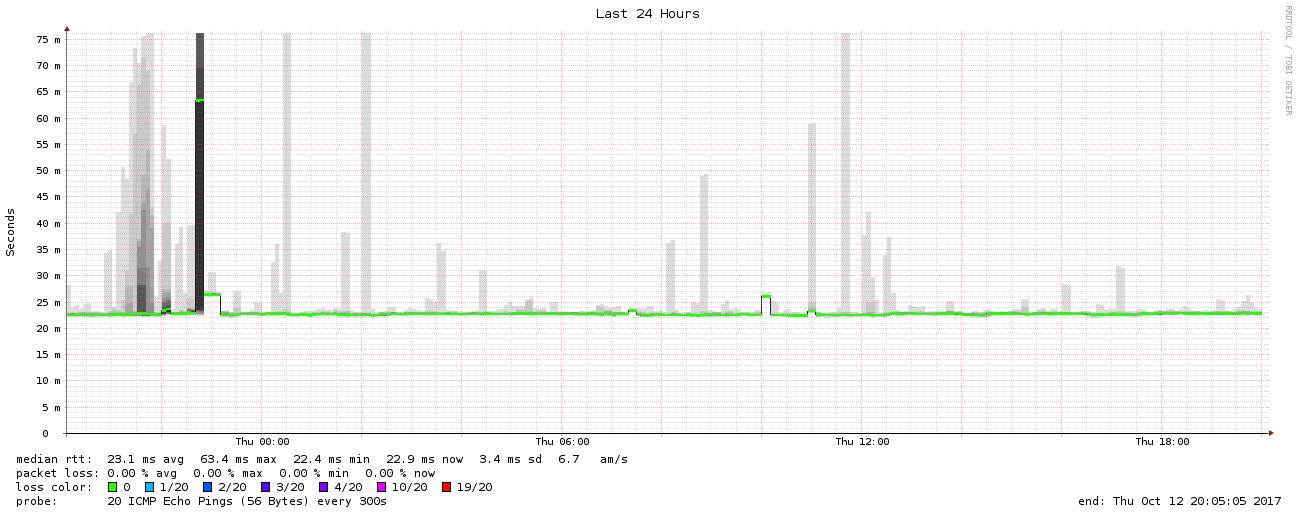 Last 24 Hours
RRDTOOL / TOBI OETIKER
Seconds
75 m
70 m
65 m
60 m
55 m
50 m
45 m
40 m
35 m
30 m
25 m
20 m
15 m
10 m
5 m
0
Thu 00:00 Thu 06:00 Thu 12:00 Thu 18:00
median rtt: 23.1 ms avg 63.4 ms max 22.4 ms min 22.9 ms now 3.4 ms sd 6.7 am/s
packet loss: 0.00 % avg 0.00 % max 0.00 % min 0.00 % now
loss color: 0 1/20 2/20 3/20 4/20 10/20 19/20
probe: 20 ICMP Echo Pings (56 Bytes) every 300s end: Thu Oct 12 20:05:05 2017